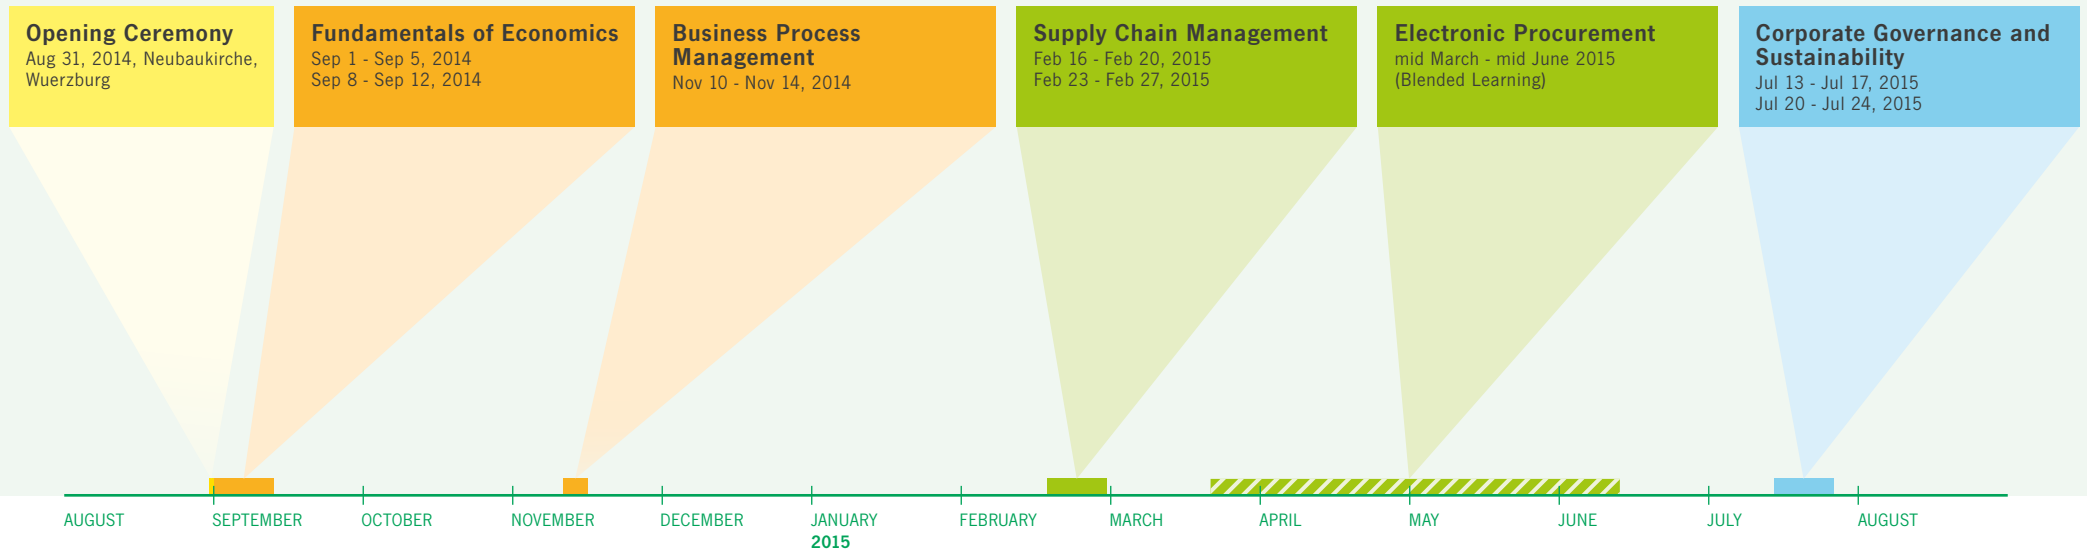 Opening Ceremony
Aug 31, 2014, Neubaukirche,
Wuerzburg
Fundamentals of Economics
Sep 1 - Sep 5, 2014
Sep 8 - Sep 12, 2014
Business Process
Management
Nov 10 - Nov 14, 2014
Supply Chain Management
Feb 16 - Feb 20, 2015
Feb 23 - Feb 27, 2015
Electronic Procurement
mid March - mid June 2015
(Blended Learning)
Corporate Governance and
Sustainability
Jul 13 - Jul 17, 2015
Jul 20 - Jul 24, 2015
AUGUST SEPTEMBER OCTOBER NOVEMBER DECEMBER JANUARY FEBRUARY MARCH APRIL MAY JUNE JULY AUGUST
2015